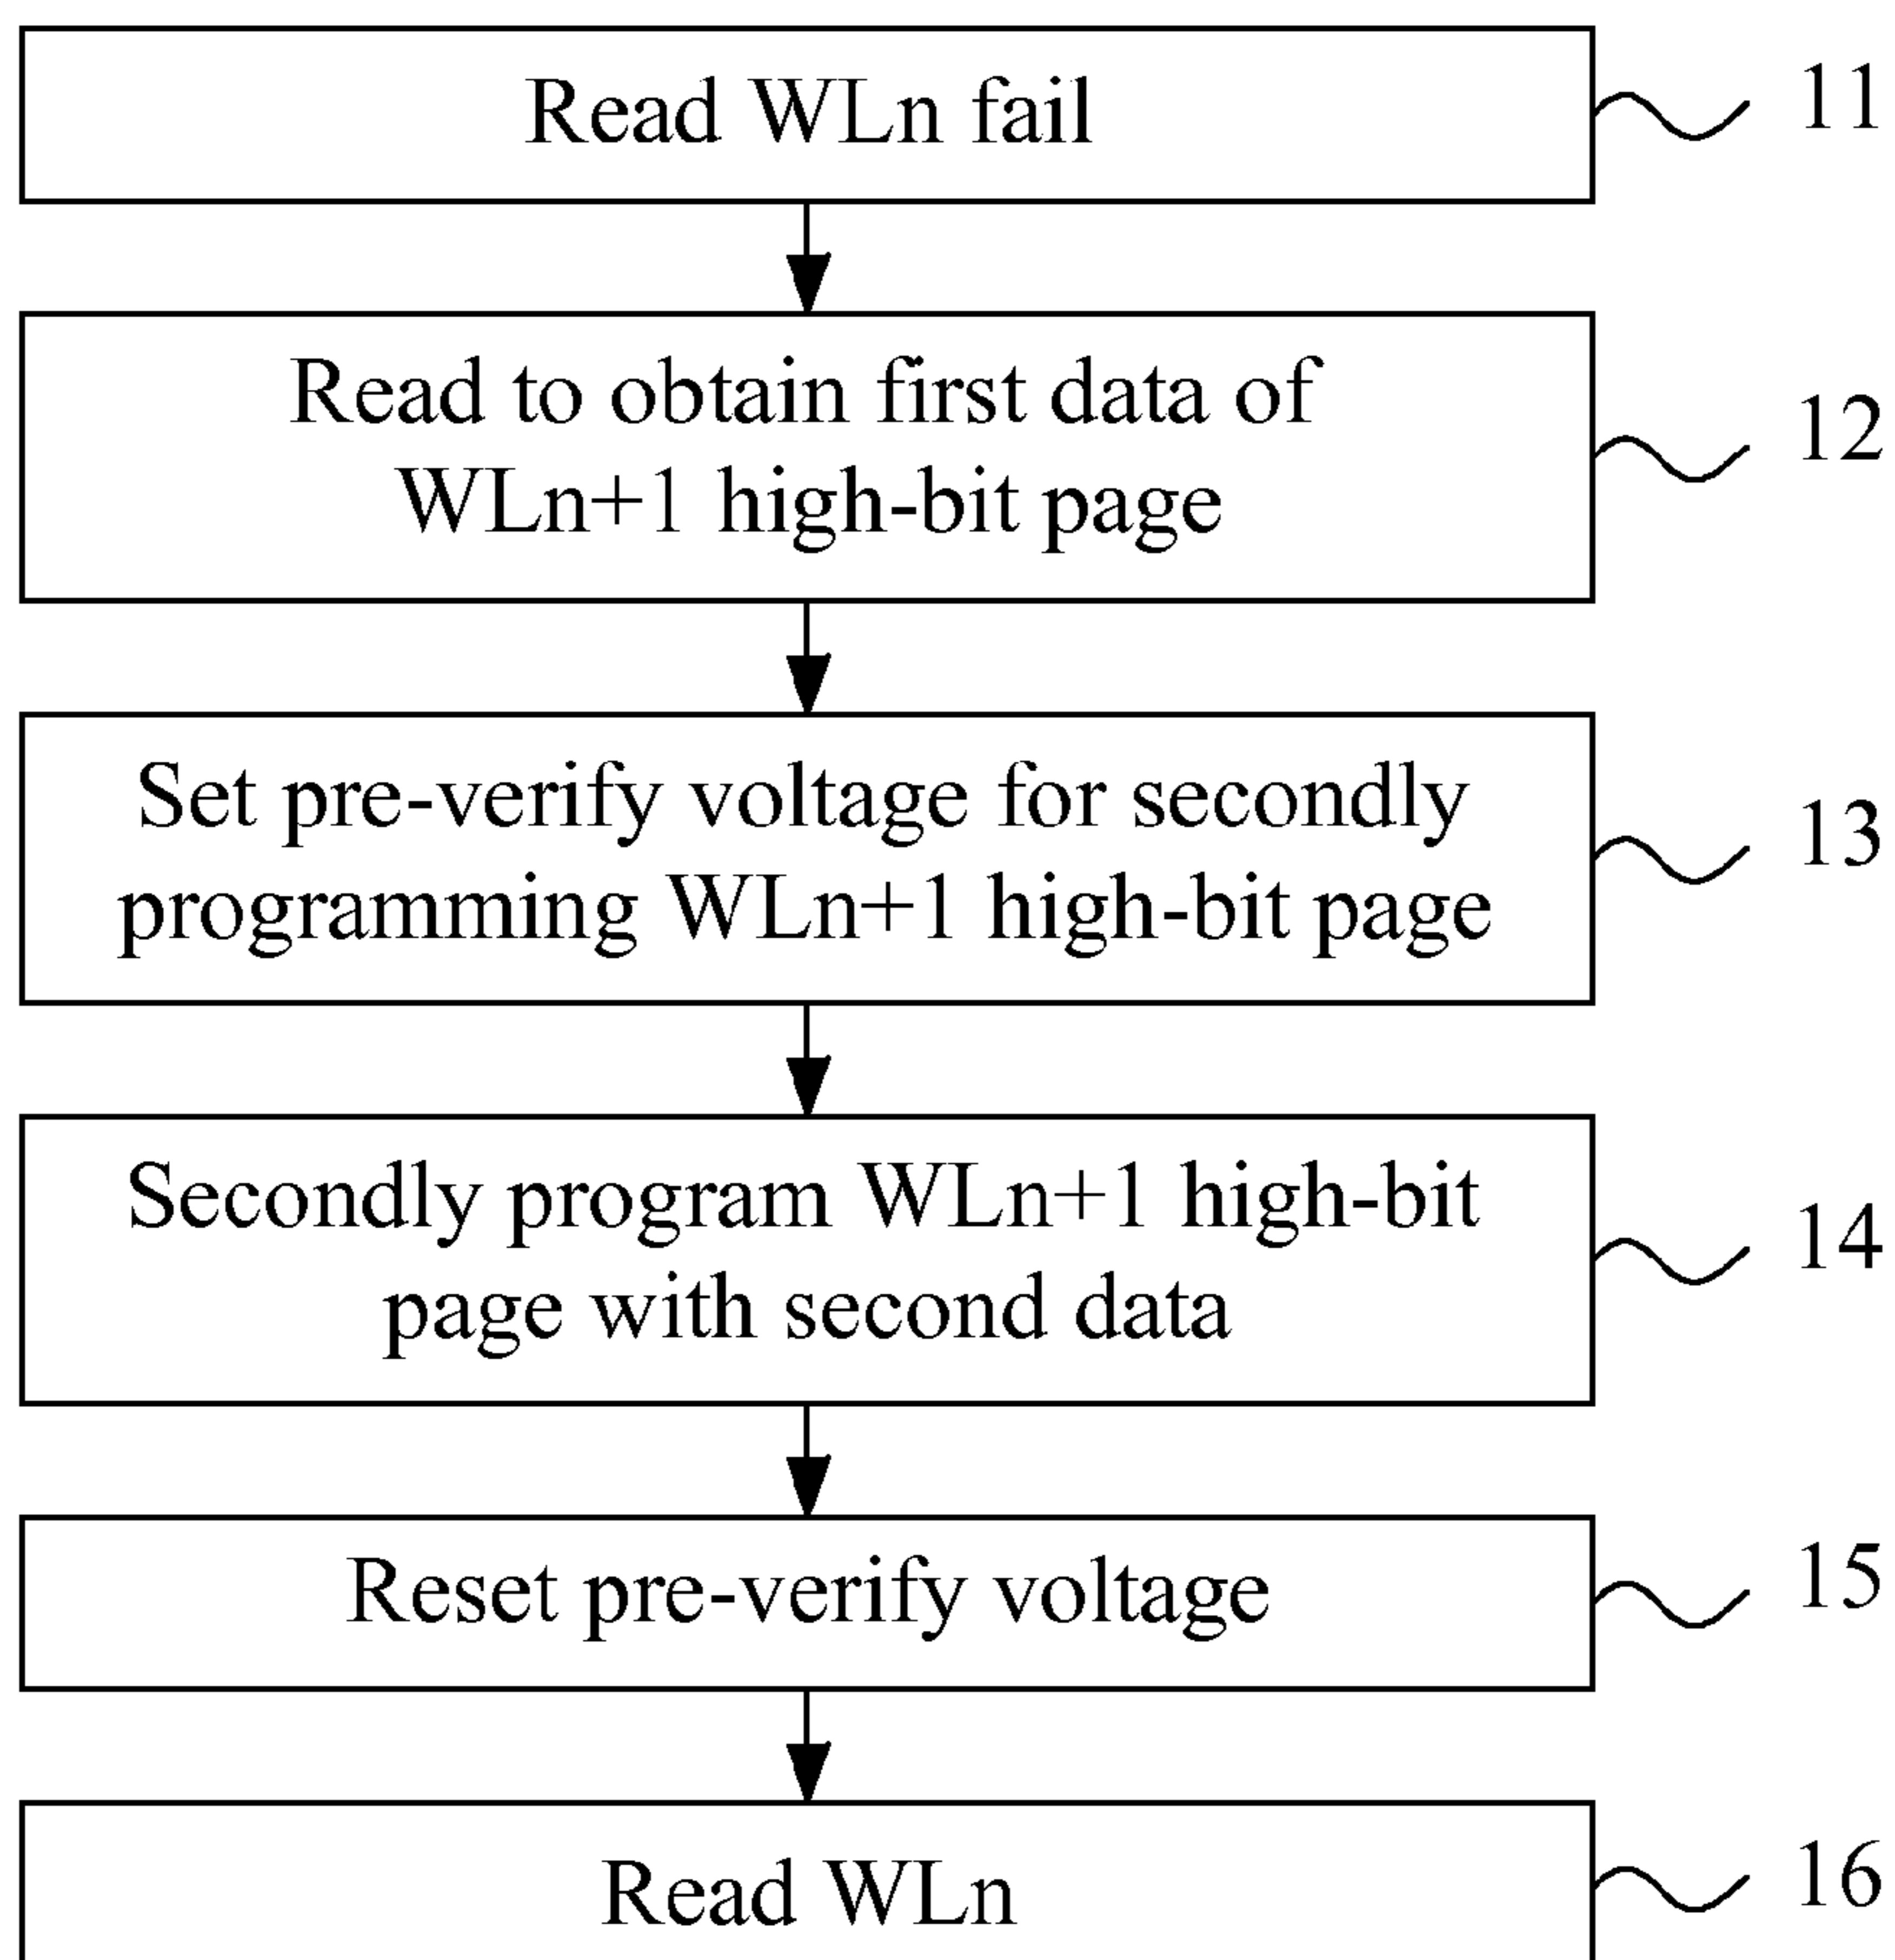 Read WLn fail
11
Read to obtain first data of
WLn+1 high-bit page
12
Set pre-verify voltage for secondly
programming WLn+1 high-bit page
13
Secondly program WLn+1 high-bit
page with second data
14
Reset pre-verify voltage
15
Read WLn
16